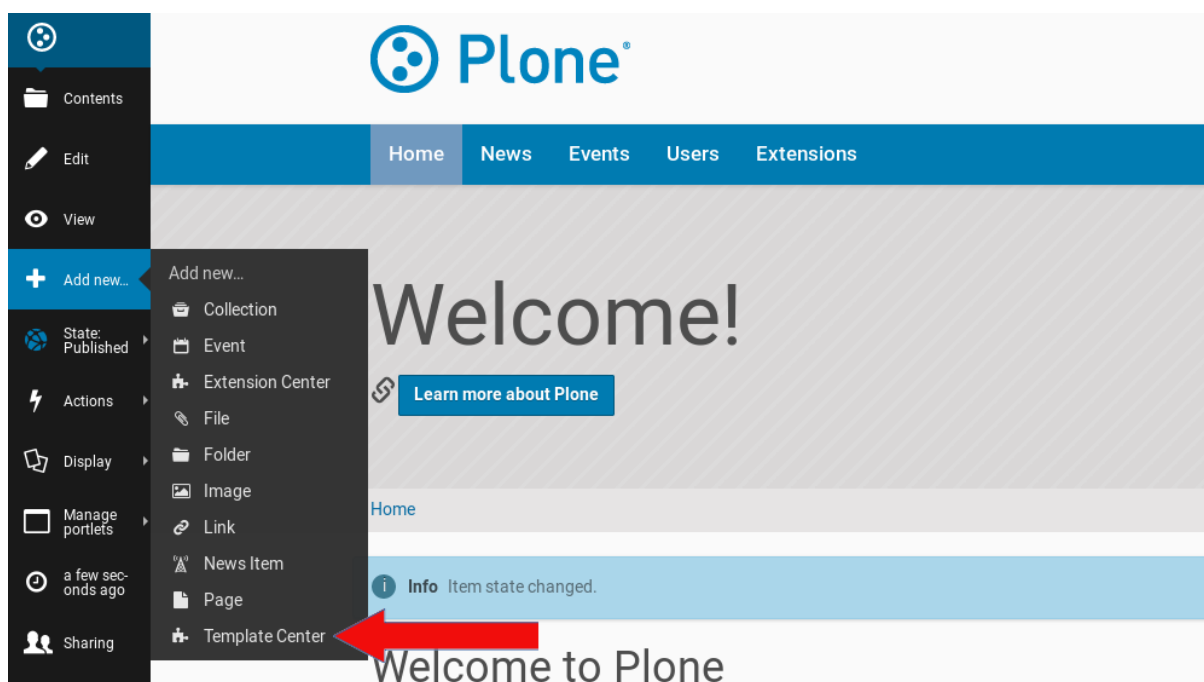 Plone®
Home News Events Users Extensions
Contents
Edit
View
Add new...
State:
Published
Actions
Display
Manage
portlets
a few sec-
onds ago
Sharing
Add new...
Collection
Event
Extension Center
File
Folder
Image
Link
News Item
Page
Template Center
Welcome!
Learn more about Plone
Home
Info Item state changed.
Welcome to Plone